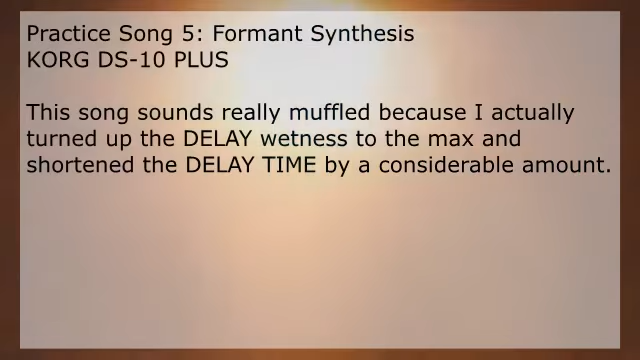 Practice Song 5: Formant Synthesis
KORG DS-10 PLUS
This song sounds really muffled because I actually
turned up the DELAY wetness to the max and
shortened the DELAY TIME by a considerable amount.